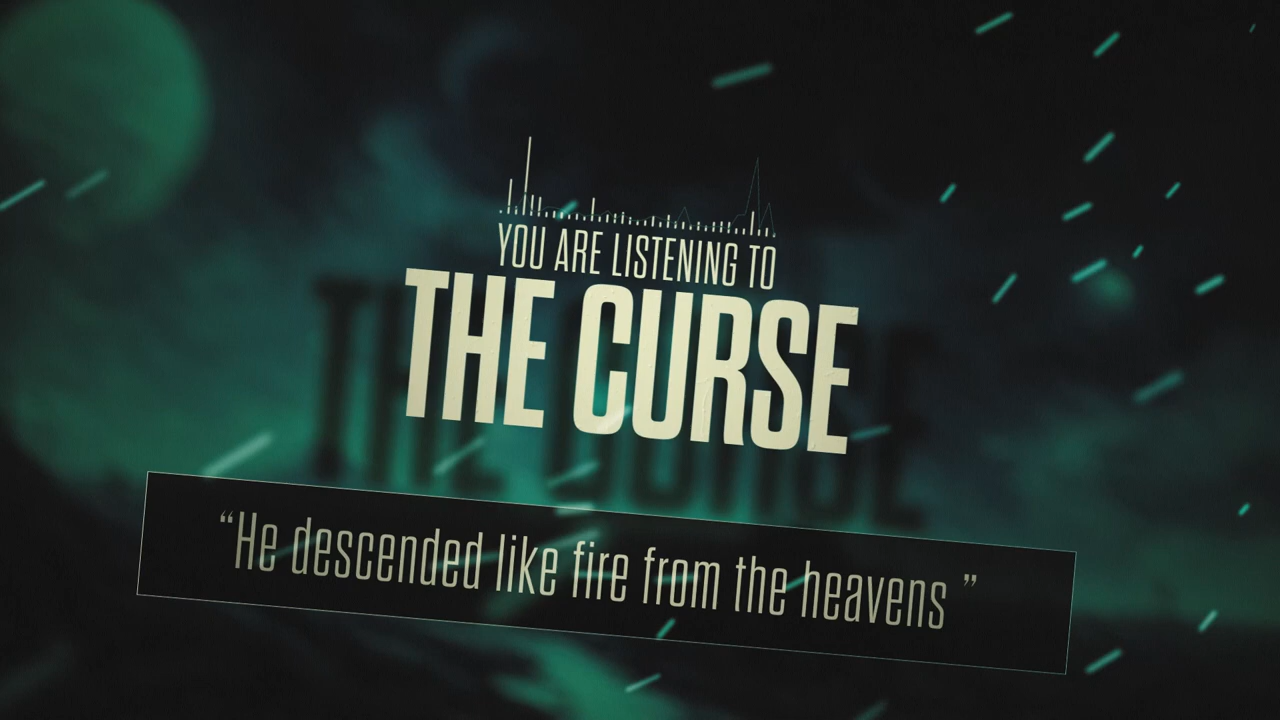 YOU ARE LISTENING TO
THE CURSE
“He descended like fire from the heavens ”